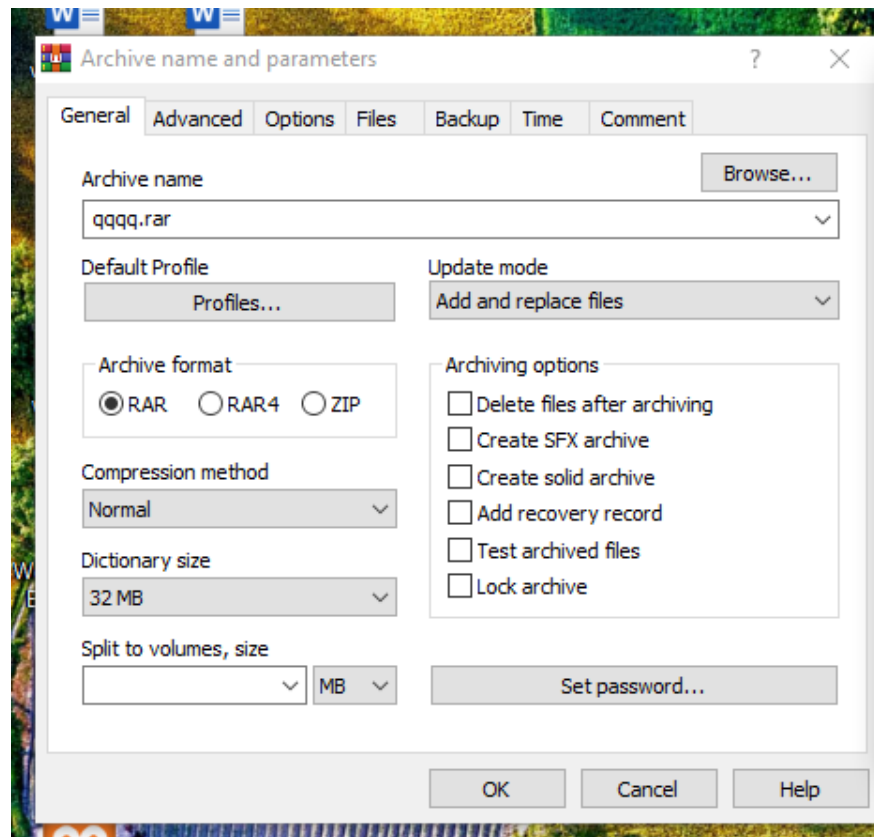 Archive name and parameters
General Advanced Options Files Backup Time Comment
Archive name
Browse...
qqqq.rar
Default Profile
Profiles...
Update mode
Add and replace files
Archive format
RAR RAR4 ZIP
Compression method
Normal
Dictionary size
32 MB
Split to volumes, size
MB
Archiving options
Delete files after archiving
Create SFX archive
Create solid archive
Add recovery record
Test archived files
Lock archive
Set password...
OK Cancel Help